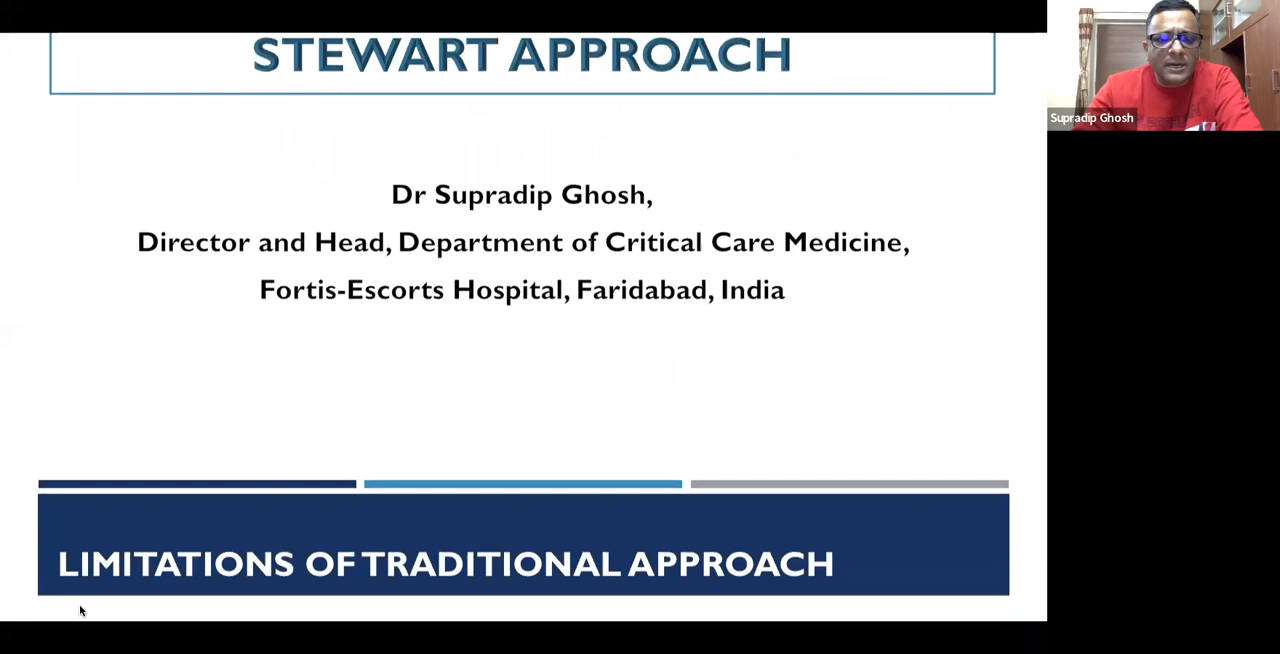 STEWART APPROACH
Dr Supradip Ghosh,
Director and Head, Department of Critical Care Medicine,
Fortis-Escorts Hospital, Faridabad, India
LIMITATIONS OF TRADITIONAL APPROACH
Supradip Ghosh